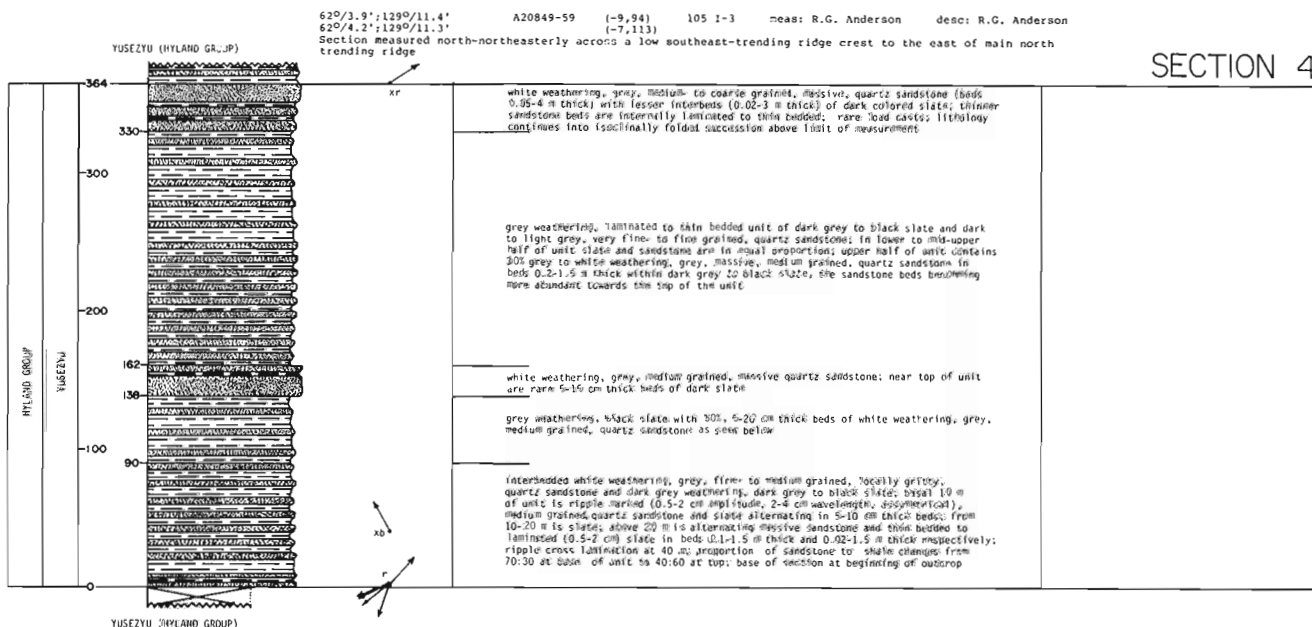 62°/3.9';129°/11.4' A20849-59 (-9,94) 105 I-3 meas: R.G. Anderson desc: R.G. Anderson
62°/4.2';129°/11.3' (-7,113)
Section measured north-northeasterly across a low southeast-trending ridge crest to the east of main north
trending ridge
SECTION 4
YUSEZYU (HYLAND GROUP)
364
xr
white weathering, grey, medium- to coarse grained, massive, quartz sandstone (beds
0.05-4 m thick) with lesser interbeds (0.02-3 m thick) of dark colored slate; thinner
sandstone beds are internally laminated to thin bedded; rare load casts; lithology
continues into isoclinally folded succession above limit of measurement
330
300
grey weathering, laminated to thin bedded unit of dark grey to black slate and dark
to light grey, very fine- to fine grained, quartz sandstone; in lower to mid-upper
half of unit slate and sandstone are in equal proportion; upper half of unit contains
30% grey to white weathering, grey, massive, medium grained, quartz sandstone in
beds 0.2-1.5 m thick within dark grey to black slate, the sandstone beds becoming
more abundant towards the top of the unit
200
162
white weathering, grey, medium grained, massive quartz sandstone; near top of unit
are rare 5-15 cm thick beds of dark slate
138
grey weathering, black slate with 30%, 5-20 cm thick beds of white weathering, grey,
medium grained, quartz sandstone as seen below
100
90
interbedded white weathering, grey, fine- to medium grained, locally gritty,
quartz sandstone and dark grey weathering, dark grey to black slate; basal 10 m
of unit is ripple marked (0.5-2 cm amplitude, 2-4 cm wavelength, assymetrical),
medium grained quartz sandstone and slate alternating in 5-10 cm thick beds; from
10-20 m is slate; above 20 m is alternating massive sandstone and thin bedded to
laminated (0.5-2 cm) slate in beds 0.1-1.5 m thick and 0.02-1.5 m thick respectively;
ripple cross lamination at 40 m; proportion of sandstone to shale changes from
70:30 at base of unit to 40:60 at top; base of section at beginning of outcrop
xb
r
0
HYLAND GROUP
YUSEZYU
YUSEZYU (HYLAND GROUP)